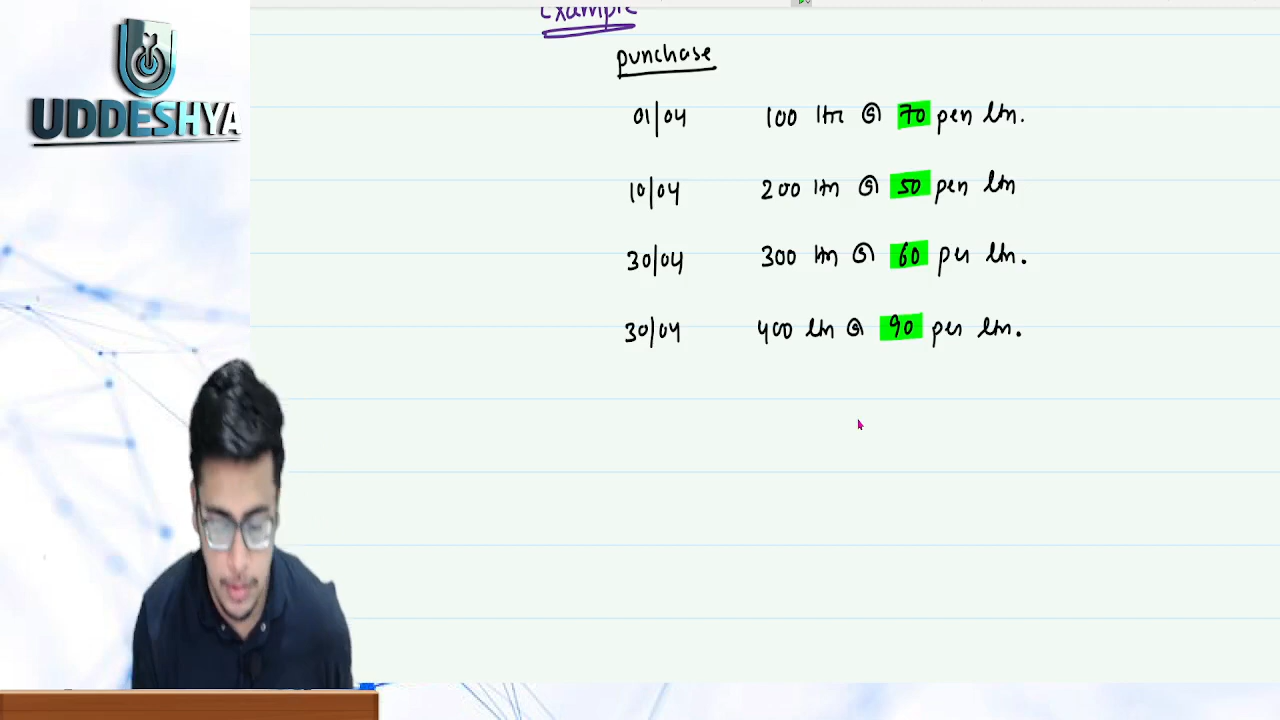 Example
UDDESHYA
purchase
01/04 100 ltr @ 70 per ltr.
10/04 200 ltr @ 50 per ltr
30/04 300 ltr @ 60 per ltr.
30/04 400 ltr @ 90 per ltr.